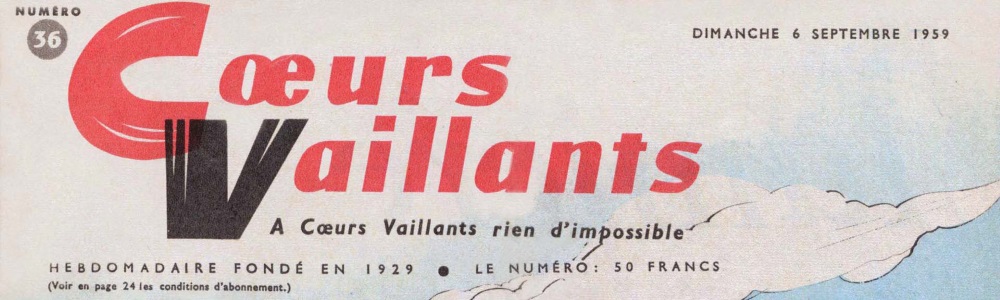 NUMÉRO
36
DIMANCHE 6 SEPTEMBRE 1959
Cœurs
Vaillants
A Cœurs Vaillants rien d'impossible
HEBDOMADAIRE FONDÉ EN 1929 ● LE NUMÉRO: 50 FRANCS
(Voir en page 24 les conditions d'abonnement.)